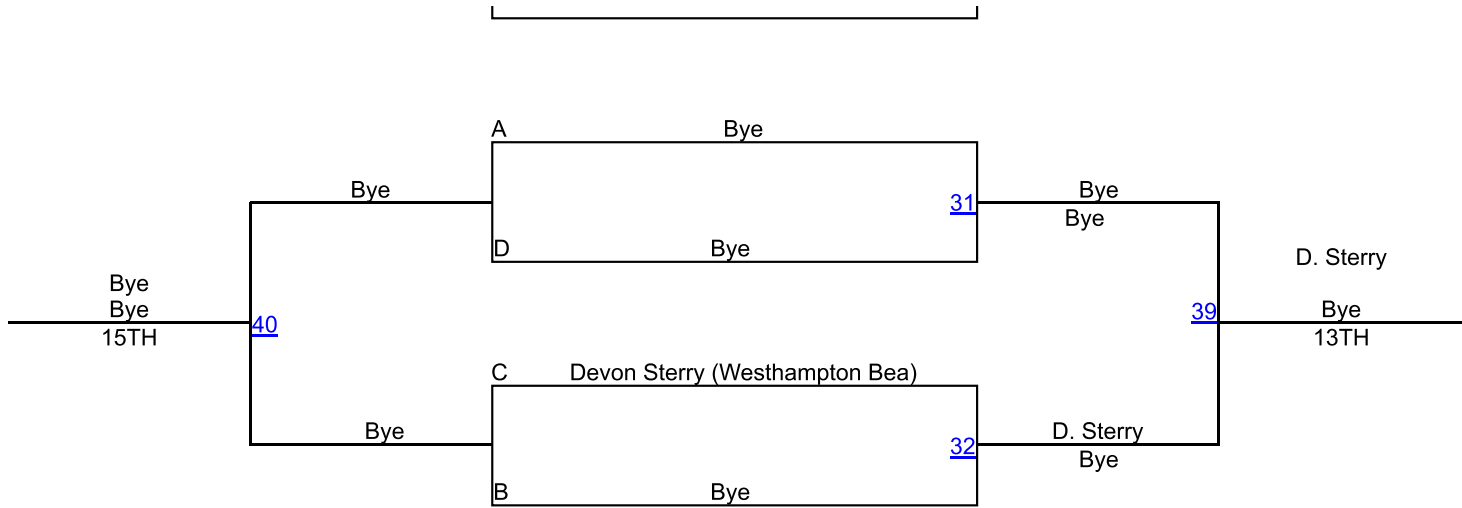 A Bye
Bye
31
Bye
Bye
D Bye
Bye
Bye
15TH
40
D. Sterry
39
Bye
13TH
C Devon Sterry (Westhampton Bea)
Bye
32
D. Sterry
Bye
B Bye